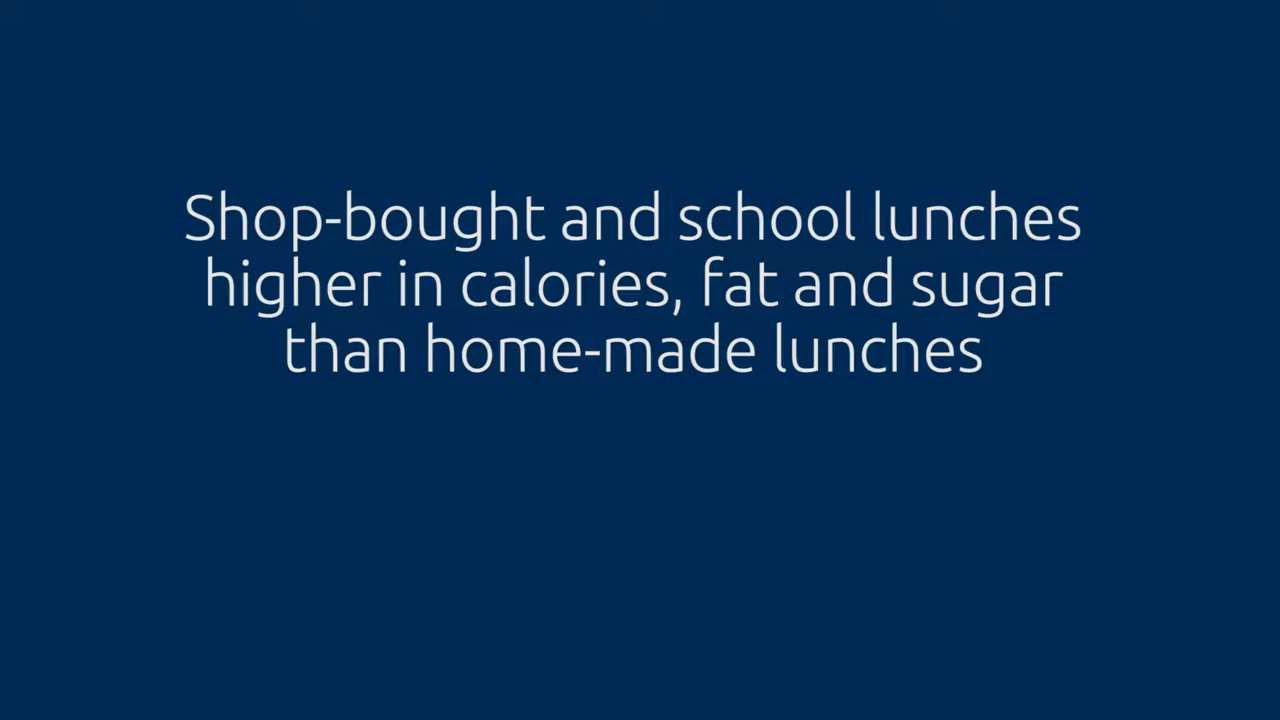 Shop-bought and school lunches
higher in calories, fat and sugar
than home-made lunches